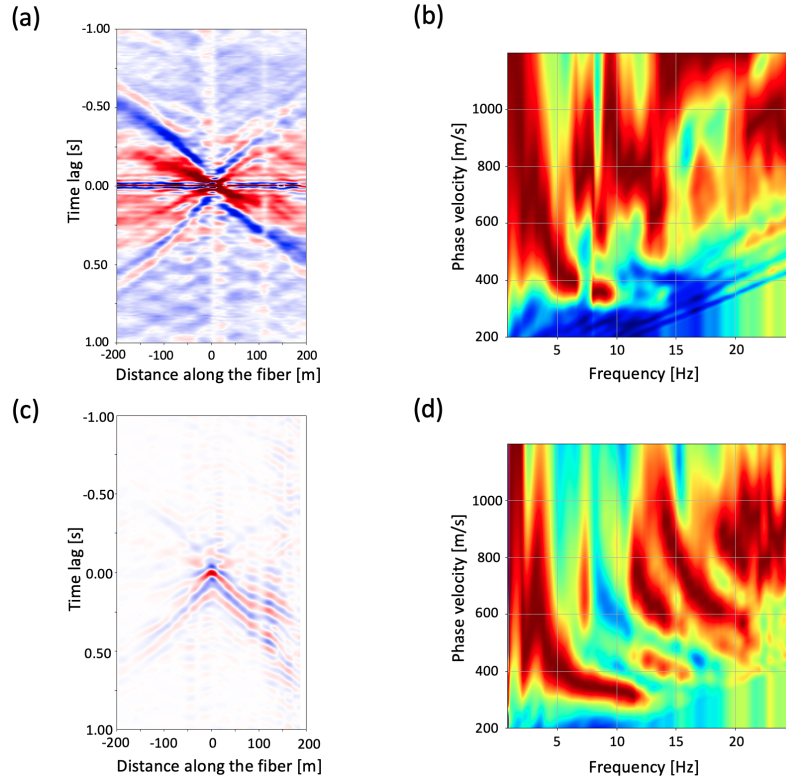 (a)
-1.00
-0.50
0.00
0.50
1.00
Time lag [s]
-200 -100 0 100 200
Distance along the fiber [m]
(b)
1000
800
600
400
200
Phase velocity [m/s]
5 10 15 20
Frequency [Hz]
(c)
-1.00
-0.50
0.00
0.50
1.00
Time lag [s]
-200 -100 0 100 200
Distance along the fiber [m]
(d)
1000
800
600
400
200
Phase velocity [m/s]
5 10 15 20
Frequency [Hz]